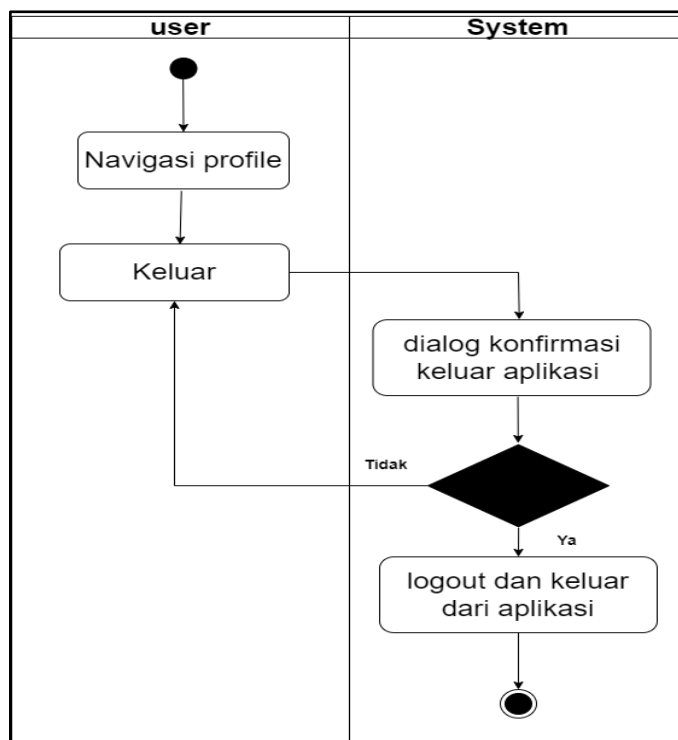 user
System
Navigasi profile
Keluar
dialog konfirmasi
keluar aplikasi
Tidak
Ya
logout dan keluar
dari aplikasi